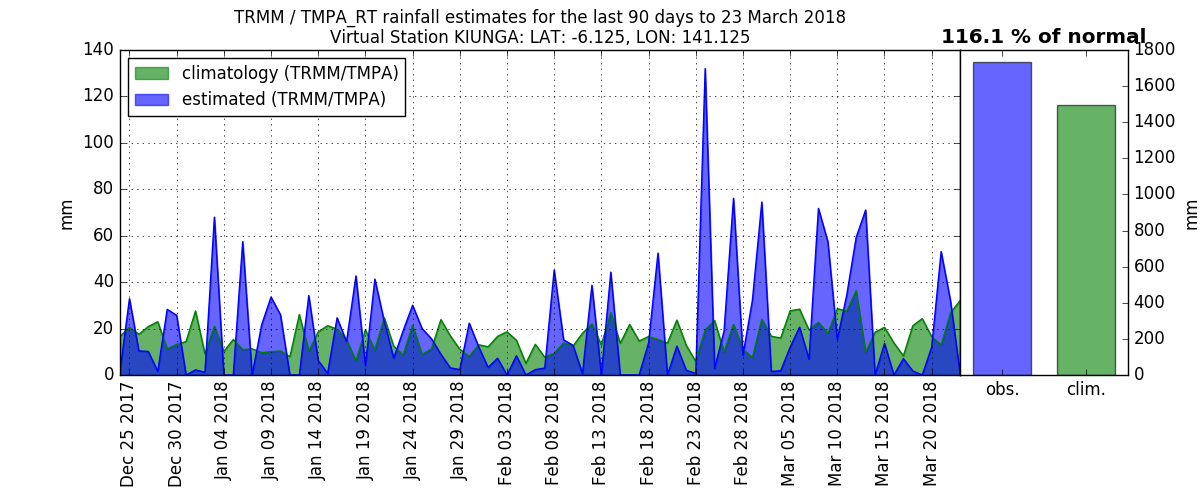 TRMM / TMPA_RT rainfall estimates for the last 90 days to 23 March 2018
Virtual Station KIUNGA: LAT: -6.125, LON: 141.125
116.1 % of normal
climatology (TRMM/TMPA)
estimated (TRMM/TMPA)
mm
140
120
100
80
60
40
20
0
Dec 25 2017
Dec 30 2017
Jan 04 2018
Jan 09 2018
Jan 14 2018
Jan 19 2018
Jan 24 2018
Jan 29 2018
Feb 03 2018
Feb 08 2018
Feb 13 2018
Feb 18 2018
Feb 23 2018
Feb 28 2018
Mar 05 2018
Mar 10 2018
Mar 15 2018
Mar 20 2018
obs.
clim.
1800
1600
1400
1200
1000
800
600
400
200
0
mm